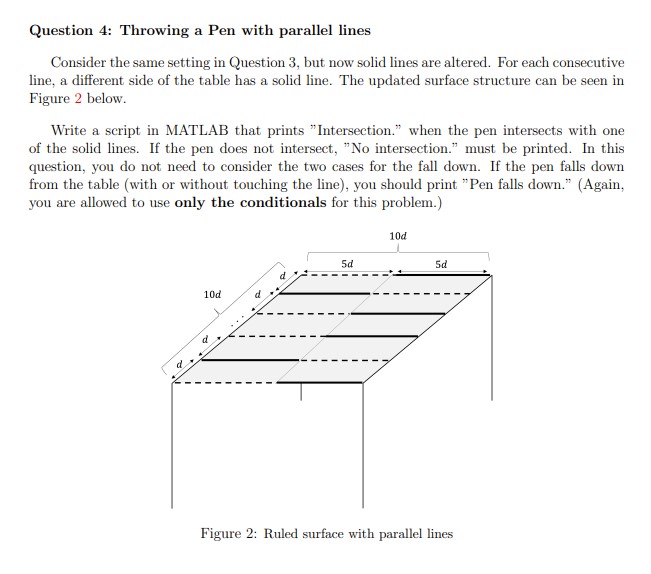 Question 4: Throwing a Pen with parallel lines
Consider the same setting in Question 3, but now solid lines are altered. For each consecutive
line, a different side of the table has a solid line. The updated surface structure can be seen in
Figure 2 below.
Write a script in MATLAB that prints "Intersection." when the pen intersects with one
of the solid lines. If the pen does not intersect, "No intersection." must be printed. In this
question, you do not need to consider the two cases for the fall down. If the pen falls down
from the table (with or without touching the line), you should print "Pen falls down." (Again,
you are allowed to use only the conditionals for this problem.)
10d
5d 5d
d
10d d
...
d
d
Figure 2: Ruled surface with parallel lines